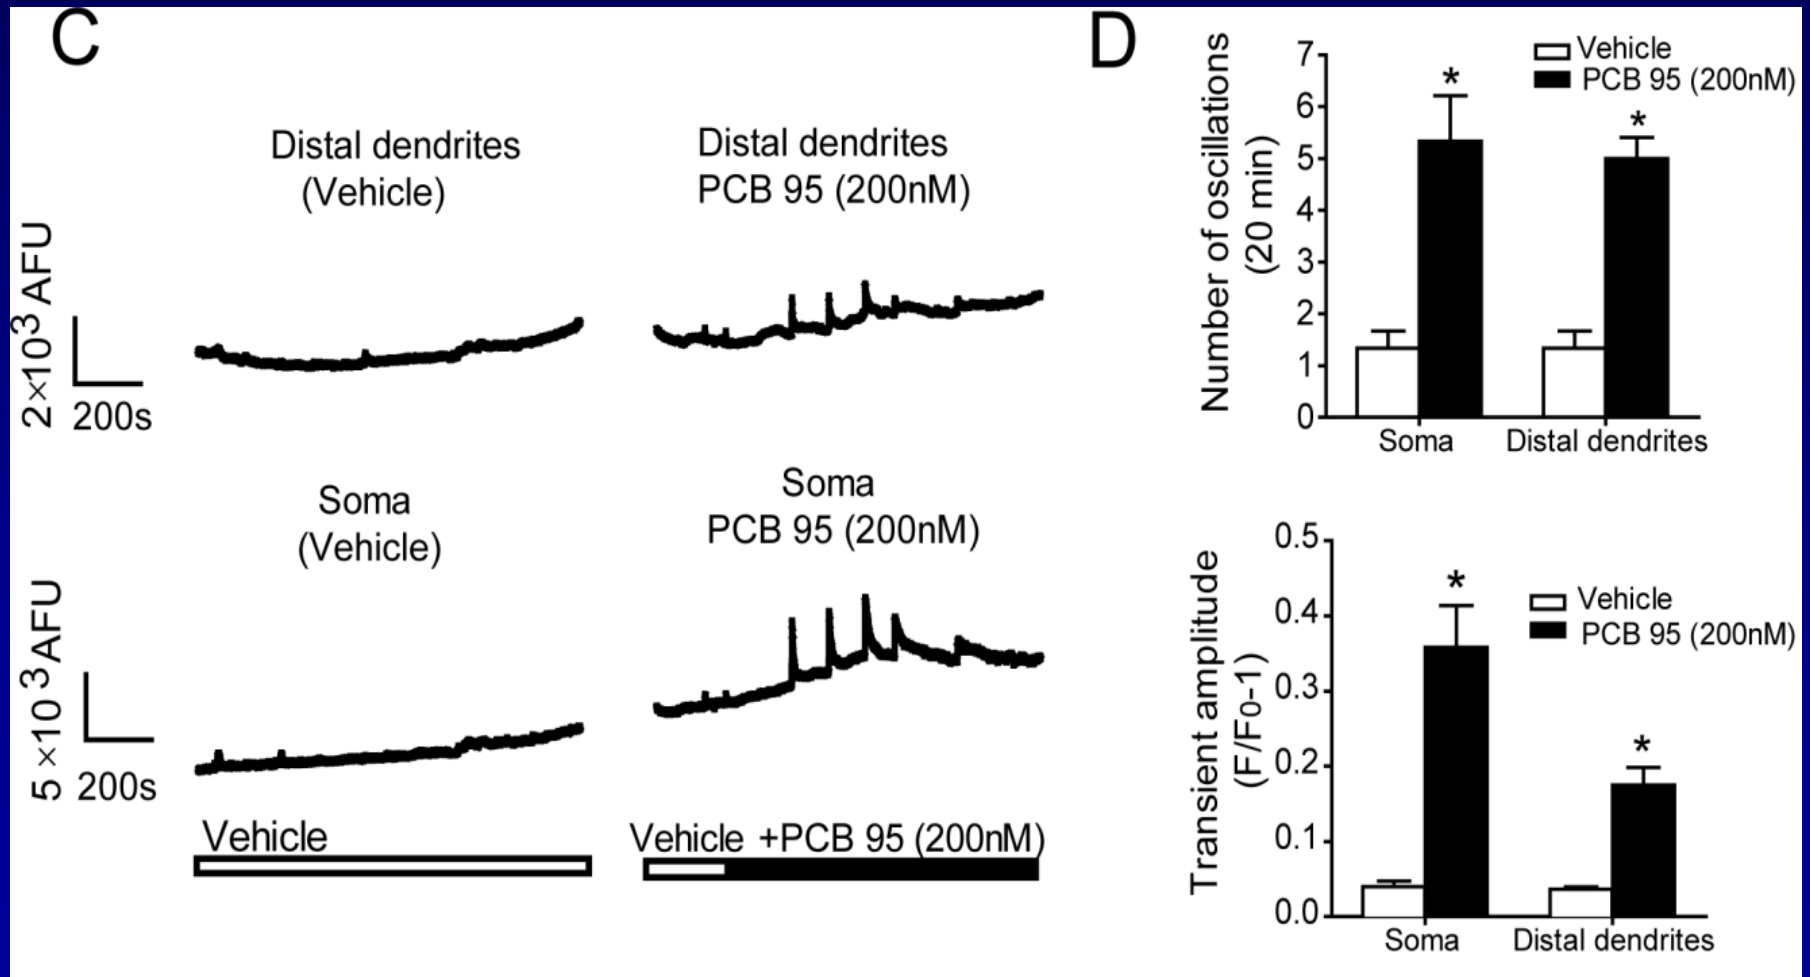 C
Distal dendrites
(Vehicle)
Distal dendrites
PCB 95 (200nM)
2×10³ AFU
200s
Soma
(Vehicle)
Soma
PCB 95 (200nM)
5×10³ AFU
200s
Vehicle
Vehicle +PCB 95 (200nM)
D
Number of oscillations
(20 min)
7
6
5
4
3
2
1
0
Vehicle
PCB 95 (200nM)
*
*
Soma
Distal dendrites
Transient amplitude
(F/F0-1)
0.5
0.4
0.3
0.2
0.1
0.0
Vehicle
PCB 95 (200nM)
*
*
Soma
Distal dendrites